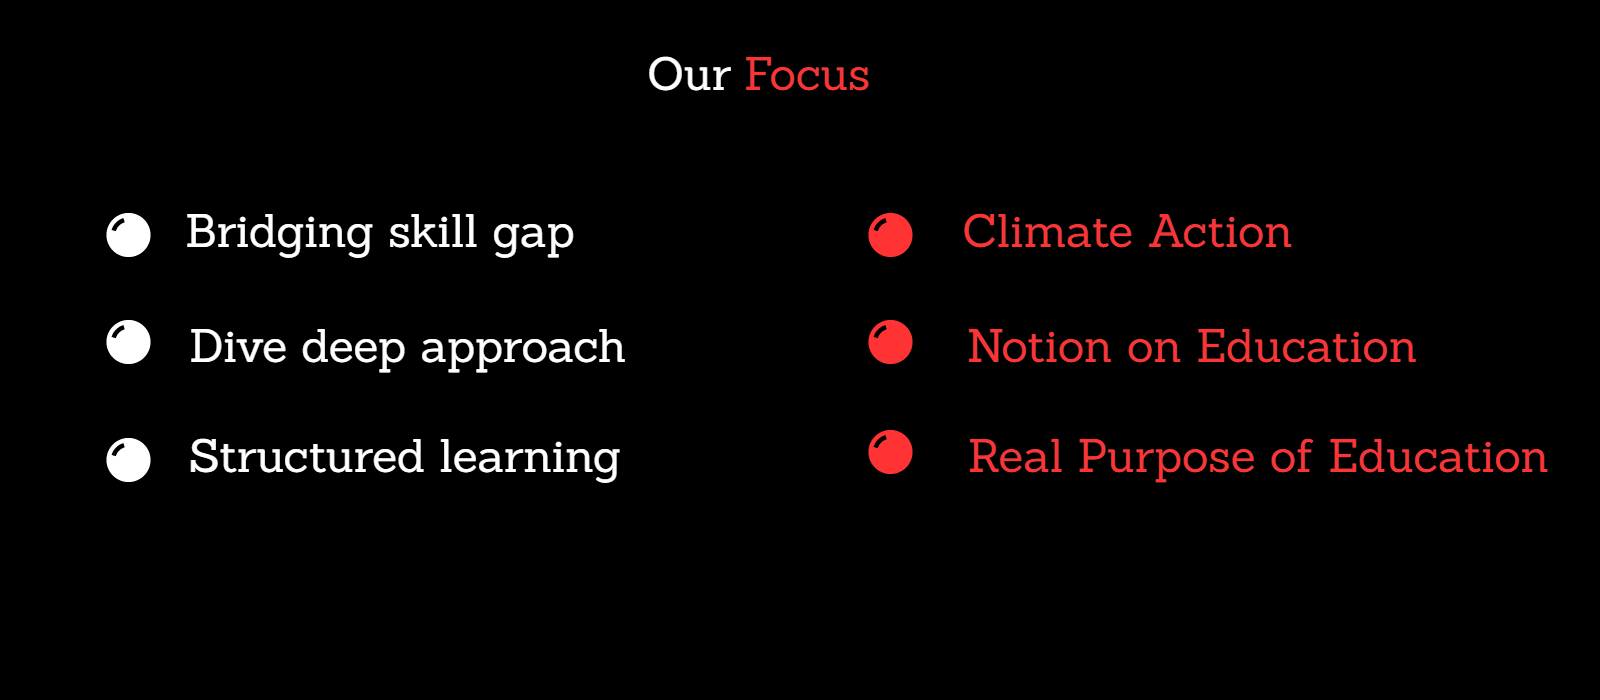 Our Focus
Bridging skill gap
Dive deep approach
Structured learning
Climate Action
Notion on Education
Real Purpose of Education